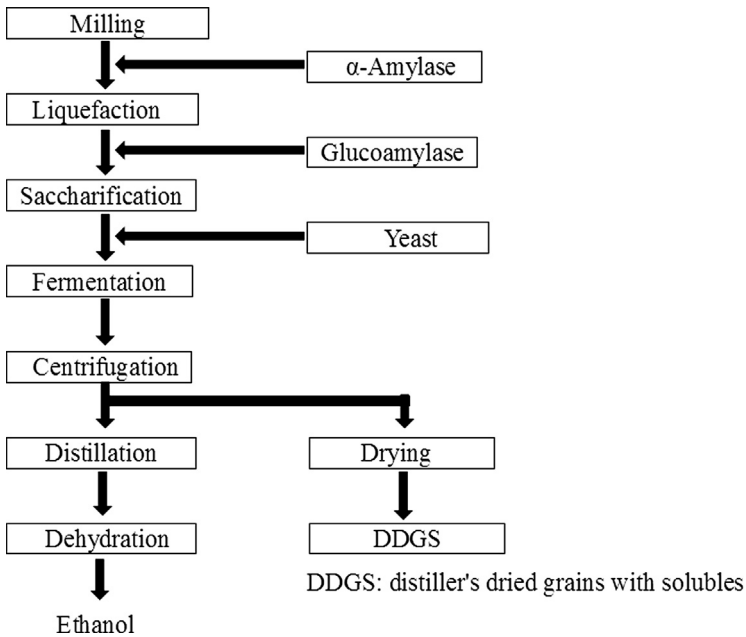 Milling
α-Amylase
Liquefaction
Glucoamylase
Saccharification
Yeast
Fermentation
Centrifugation
Distillation
Drying
Dehydration
DDGS
DDGS: distiller's dried grains with solubles
Ethanol